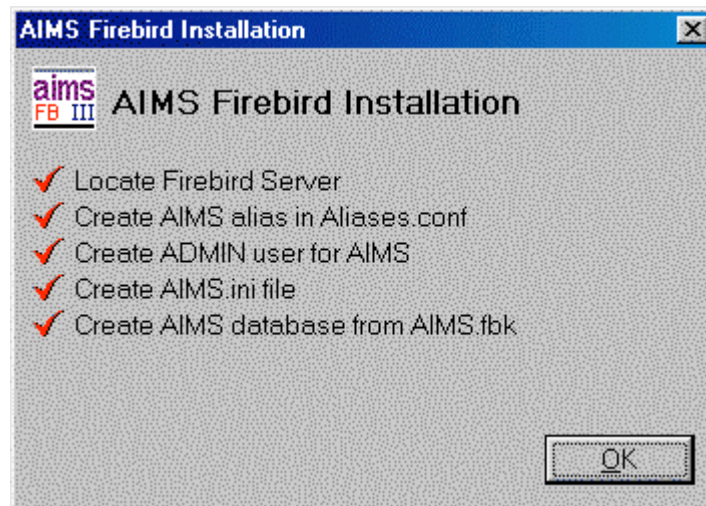 AIMS Firebird Installation
aims
FB III
AIMS Firebird Installation
Locate Firebird Server
Create AIMS alias in Aliases.conf
Create ADMIN user for AIMS
Create AIMS.ini file
Create AIMS database from AIMS.fbk
OK